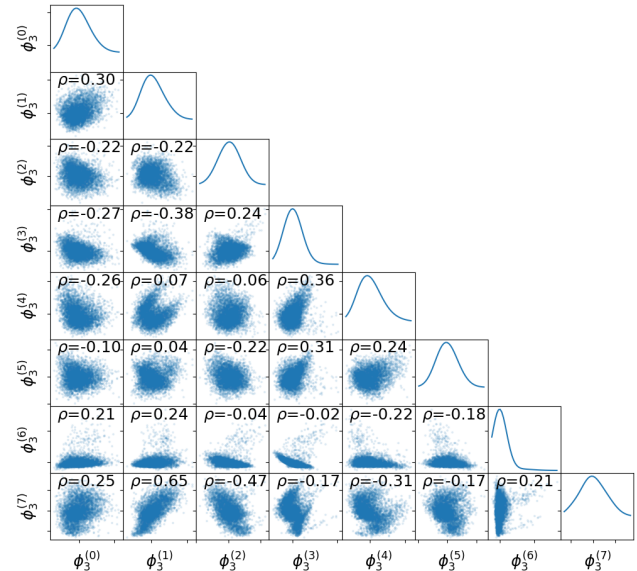 ϕ₃⁽⁰⁾
ρ=0.30
ϕ₃⁽¹⁾
ρ=-0.22 ρ=-0.22
ϕ₃⁽²⁾
ρ=-0.27 ρ=-0.38 ρ=0.24
ϕ₃⁽³⁾
ρ=-0.26 ρ=0.07 ρ=-0.06 ρ=0.36
ϕ₃⁽⁴⁾
ρ=-0.10 ρ=0.04 ρ=-0.22 ρ=0.31 ρ=0.24
ϕ₃⁽⁵⁾
ρ=0.21 ρ=0.24 ρ=-0.04 ρ=-0.02 ρ=-0.22 ρ=-0.18
ϕ₃⁽⁶⁾
ρ=0.25 ρ=0.65 ρ=-0.47 ρ=-0.17 ρ=-0.31 ρ=-0.17 ρ=0.21
ϕ₃⁽⁷⁾
ϕ₃⁽⁰⁾ ϕ₃⁽¹⁾ ϕ₃⁽²⁾ ϕ₃⁽³⁾ ϕ₃⁽⁴⁾ ϕ₃⁽⁵⁾ ϕ₃⁽⁶⁾ ϕ₃⁽⁷⁾